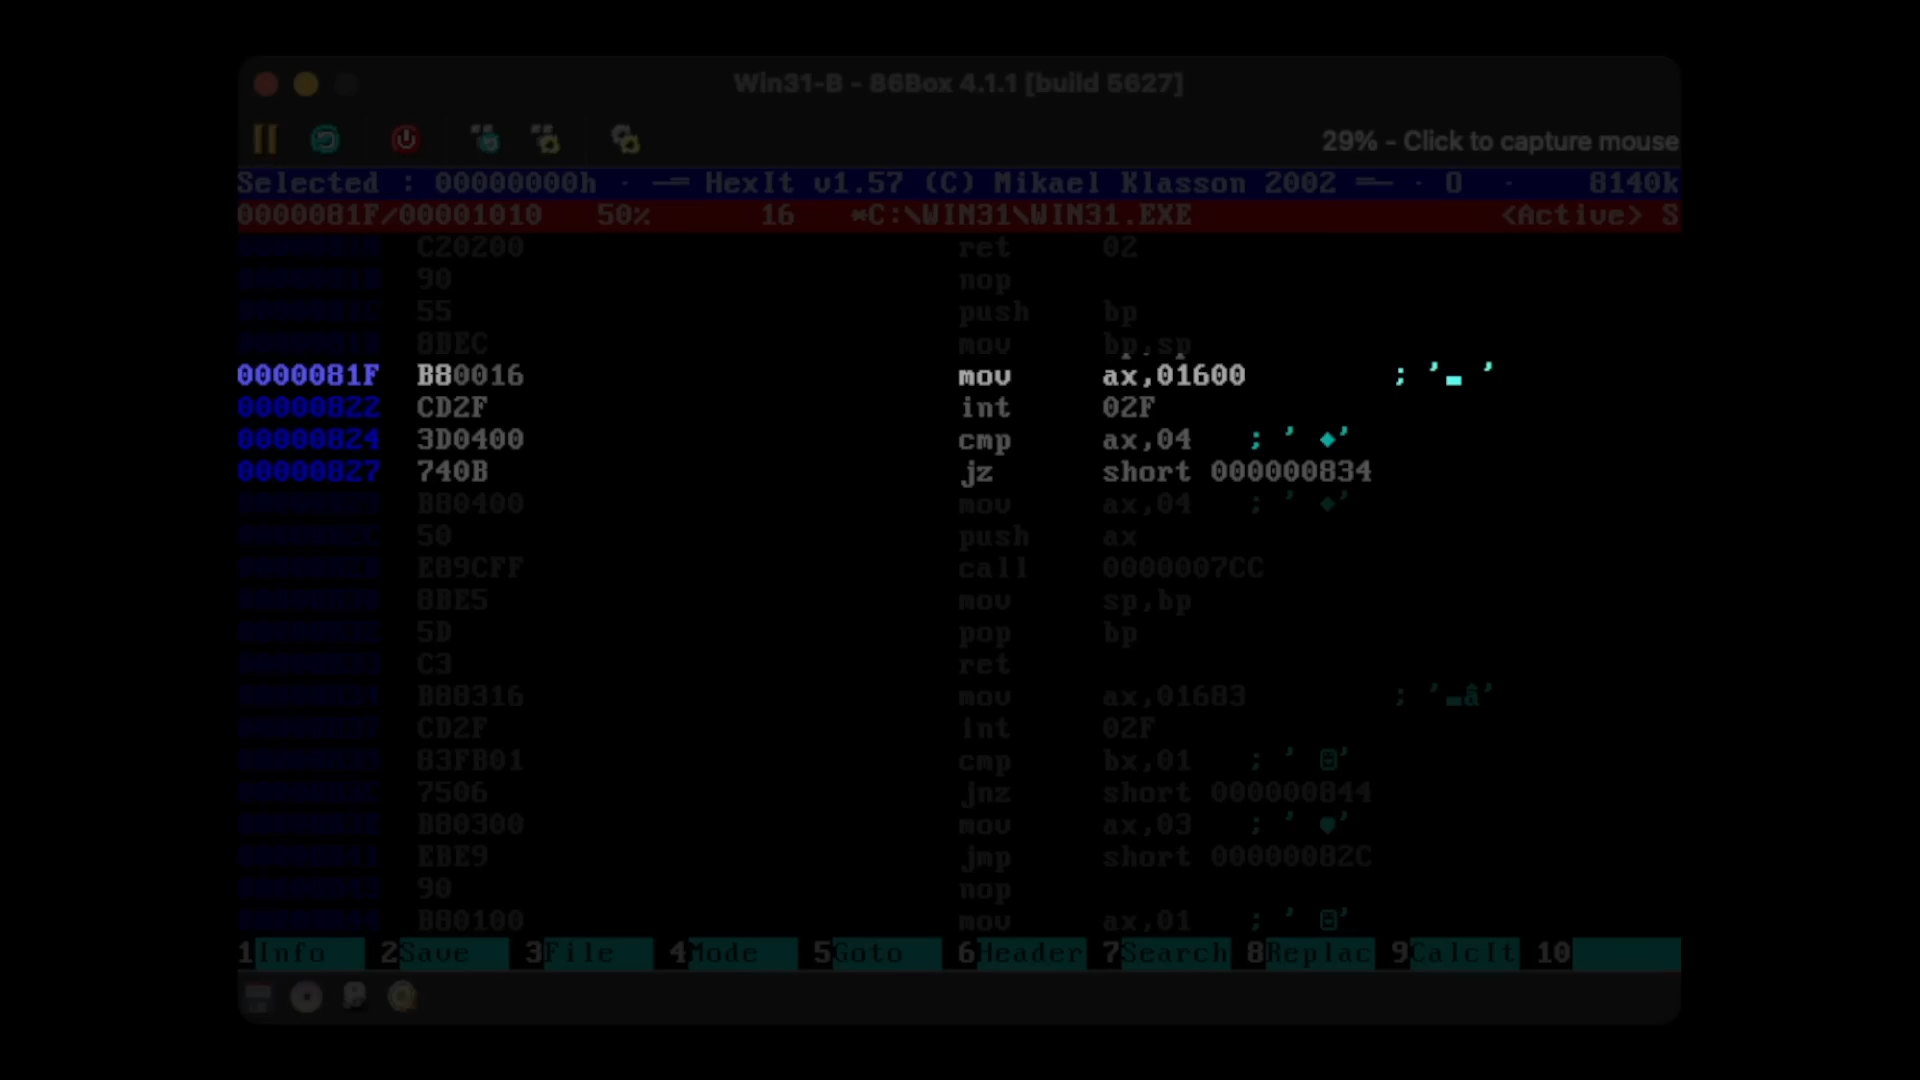 Win31-B - 86Box 4.1.1 [build 5627]
29% - Click to capture mouse
Selected : 00000000h · ─═ HexIt v1.57 (C) Mikael Klasson 2002 ═─ · O · 8140k
0000081F/00001010 50% 16 *C:\WIN31\WIN31.EXE <Active> S
C20200 ret 02
90 nop
55 push bp
8BEC mov bp,sp
0000081F B80016 mov ax,01600 ; '▬ '
00000822 CD2F int 02F
00000824 3D0400 cmp ax,04 ; ' ♦'
00000827 740B jz short 000000834
B80400 mov ax,04 ; ' ♦'
50 push ax
E89CFF call 0000007CC
8BE5 mov sp,bp
5D pop bp
C3 ret
B88316 mov ax,01683 ; '▬â'
CD2F int 02F
83FB01 cmp bx,01 ; ' ☺'
7506 jnz short 000000844
B80300 mov ax,03 ; ' ♥'
EBE9 jmp short 00000082C
90 nop
B80100 mov ax,01 ; ' ☺'
1Info 2Save 3File 4Mode 5Goto 6Header 7Search 8Replac 9CalcIt 10